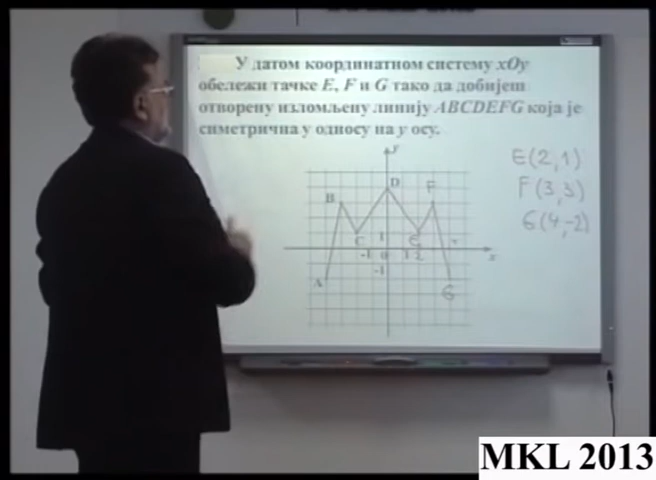 У датом координатном систему xOy
обележи тачке E, F и G тако да добијеш
отворену изломљену линију ABCDEFG која је
симетрична у односу на y осу.
y
D
B
F
E(2,1)
F(3,3)
G(4,-2)
C
1
E
-1
0
1
2
x
-1
A
G
MKL 2013